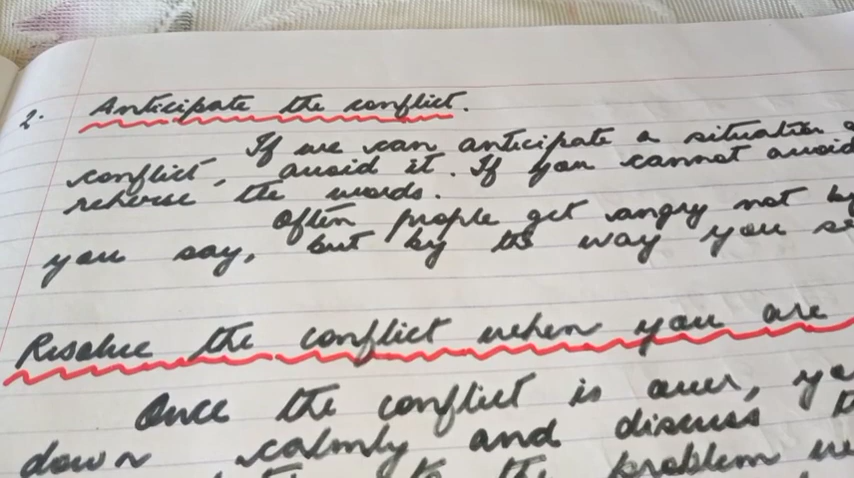 2. Anticipate the conflict.
If we can anticipate a situation
conflict, avoid it. If you cannot avoid
reherse the words.
Often people get angry not by
you say, but by the way you
Resolve the conflict when you are
Once the conflict is over,
down calmly and discuss
the problem